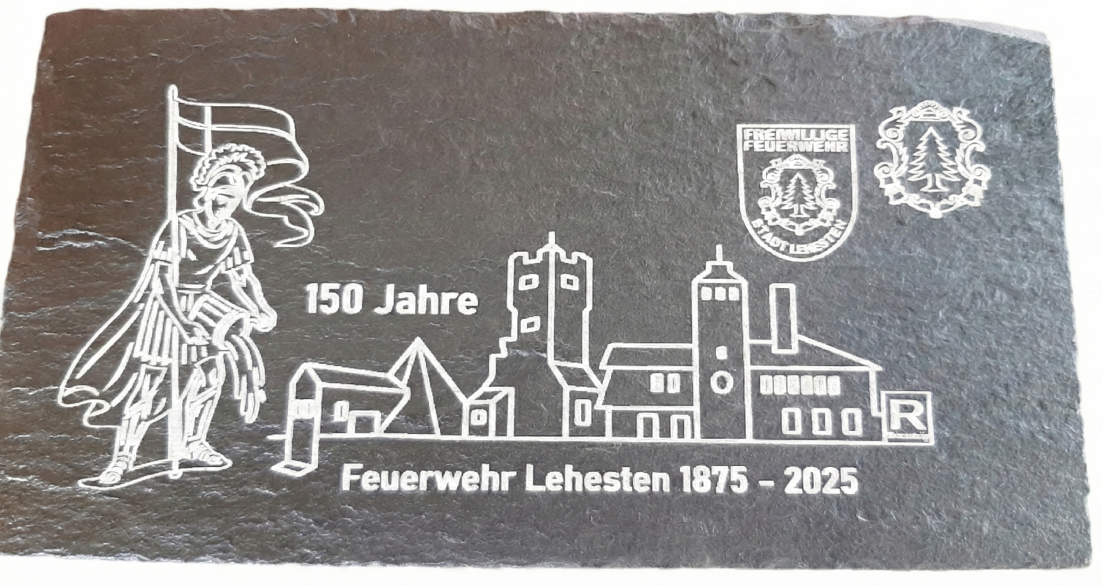 FREIWILLIGE
FEUERWEHR
STADT LEHESTEN
150 Jahre
R
Feuerwehr Lehesten 1875 – 2025